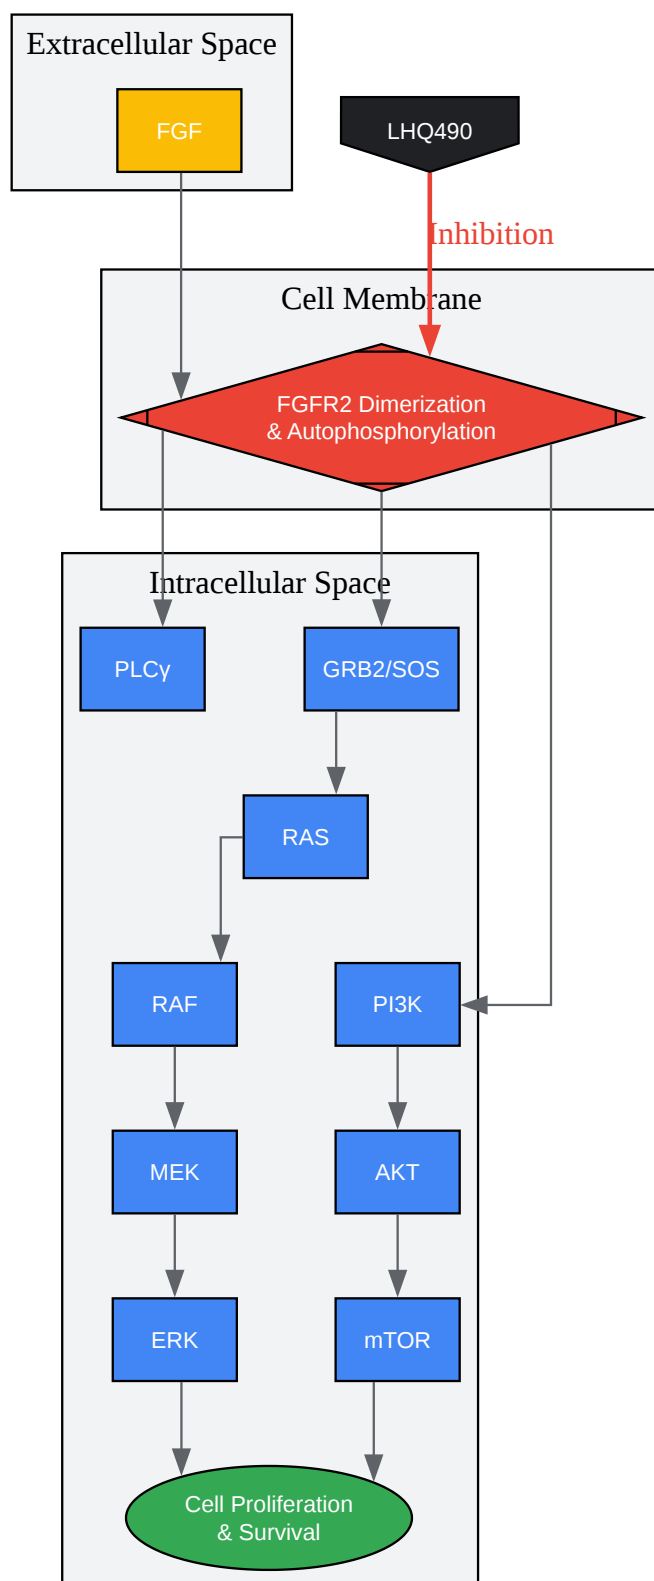 Extracellular Space
FGF
LHQ490
Inhibition
Cell Membrane
FGFR2 Dimerization
& Autophosphorylation
Intracellular Space
PLCγ
GRB2/SOS
RAS
RAF
PI3K
MEK
AKT
ERK
mTOR
Cell Proliferation
& Survival